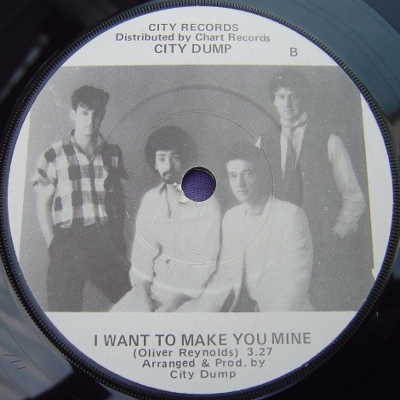 CITY RECORDS
Distributed by Chart Records
CITY DUMP
B
I WANT TO MAKE YOU MINE
(Oliver Reynolds) 3.27
Arranged & Prod. by
City Dump